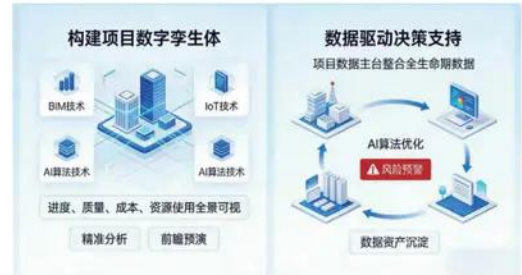 构建项目数字孪生体
BIM技术
IoT技术
AI算法技术
AI算法技术
进度、质量、成本、资源使用全景可视
精准分析
前瞻预演
数据驱动决策支持
项目数据主台整合全生命期数据
AI算法优化
风险预警
数据资产沉淀